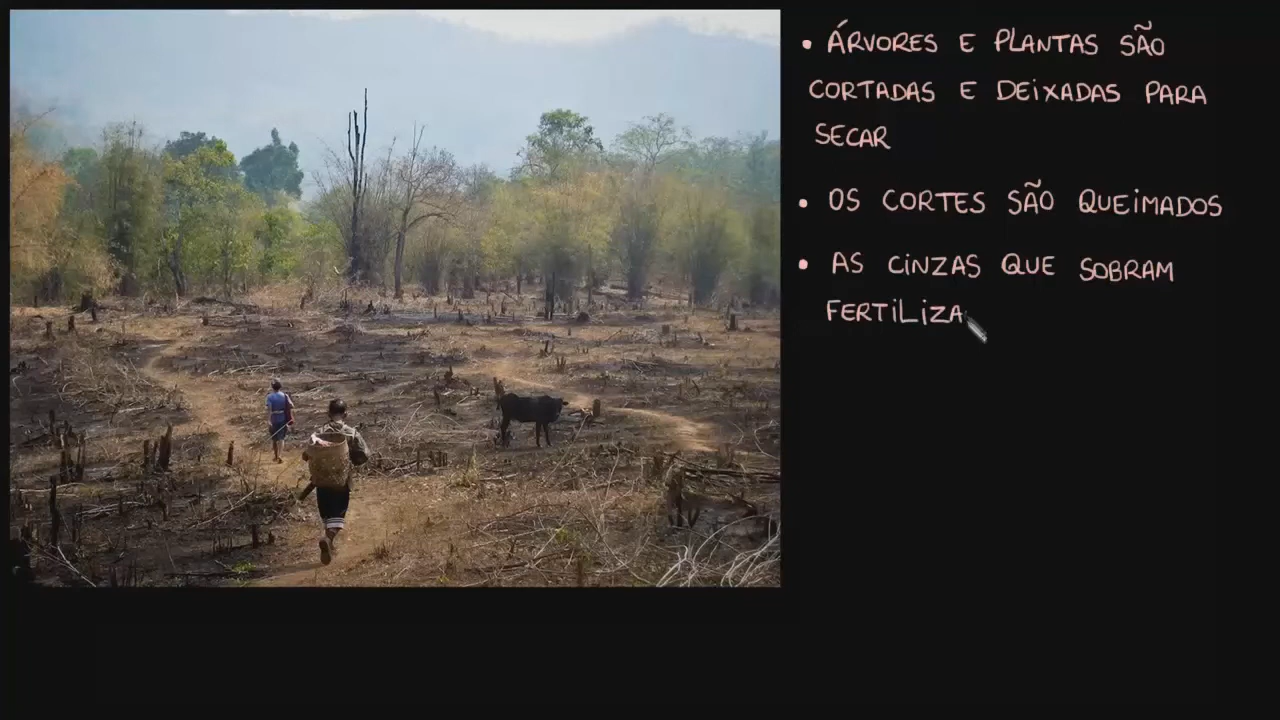 • ÁRVORES E PLANTAS SÃO
CORTADAS E DEIXADAS PARA
SECAR
• OS CORTES SÃO QUEIMADOS
• AS CINZAS QUE SOBRAM
FERTILIZA